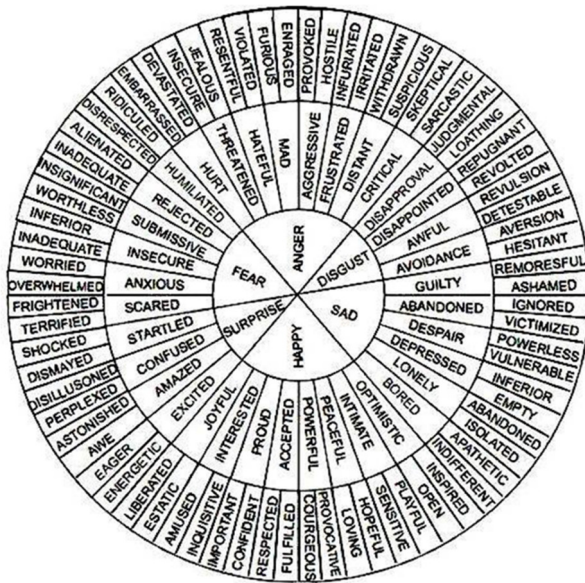 ANGER
DISGUST
SAD
HAPPY
SURPRISE
FEAR
AGGRESSIVE
FRUSTRATED
DISTANT
CRITICAL
DISAPPROVAL
DISAPPOINTED
AWFUL
AVOIDANCE
GUILTY
ABANDONED
DESPAIR
DEPRESSED
LONELY
BORED
OPTIMISTIC
INTIMATE
PEACEFUL
POWERFUL
ACCEPTED
PROUD
INTERESTED
JOYFUL
EXCITED
AMAZED
CONFUSED
STARTLED
SCARED
ANXIOUS
INSECURE
SUBMISSIVE
REJECTED
HUMILIATED
HURT
THREATENED
HATEFUL
MAD
PROVOKED
HOSTILE
INFURIATED
IRRITATED
WITHDRAWN
SUSPICIOUS
SKEPTICAL
SARCASTIC
JUDGMENTAL
LOATHING
REPUGNANT
REVOLTED
REVULSION
DETESTABLE
AVERSION
HESITANT
REMORESFUL
ASHAMED
IGNORED
VICTIMIZED
POWERLESS
VULNERABLE
INFERIOR
EMPTY
ABANDONED
ISOLATED
APATHETIC
INDIFFERENT
INSPIRED
OPEN
PLAYFUL
SENSITIVE
HOPEFUL
LOVING
PROVOCATIVE
COURGEOUS
FULFILLED
RESPECTED
CONFIDENT
IMPORTANT
INQUISITIVE
AMUSED
ESTATIC
LIBERATED
ENERGETIC
EAGER
AWE
ASTONISHED
PERPLEXED
DISILLUSONED
DISMAYED
SHOCKED
TERRIFIED
FRIGHTENED
OVERWHELMED
WORRIED
INADEQUATE
INFERIOR
WORTHLESS
INSIGNIFICANT
INADEQUATE
ALIENATED
DISRESPECTED
RIDICULED
EMBARRASSED
DEVASTATED
INSECURE
JEALOUS
RESENTFUL
VIOLATED
FURIOUS
ENRAGED